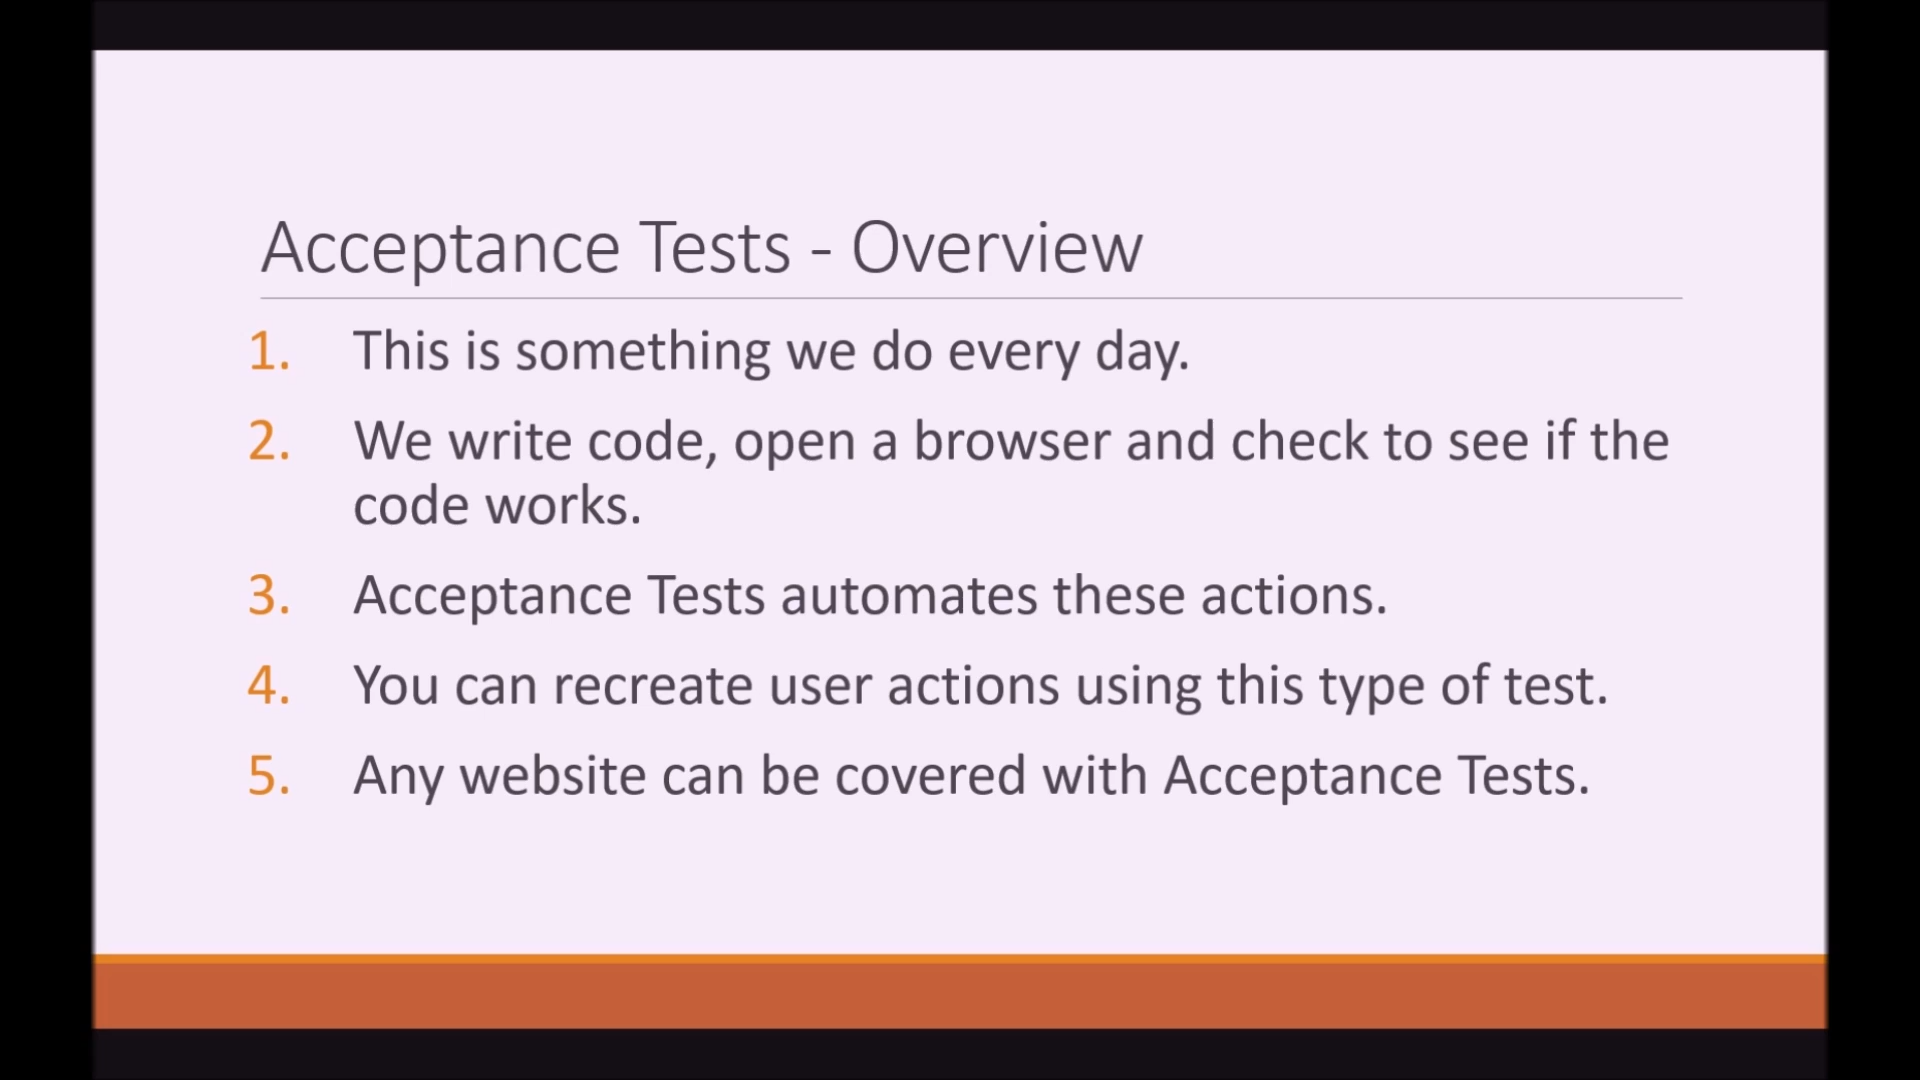 Acceptance Tests - Overview
1. This is something we do every day.
2. We write code, open a browser and check to see if the
code works.
3. Acceptance Tests automates these actions.
4. You can recreate user actions using this type of test.
5. Any website can be covered with Acceptance Tests.